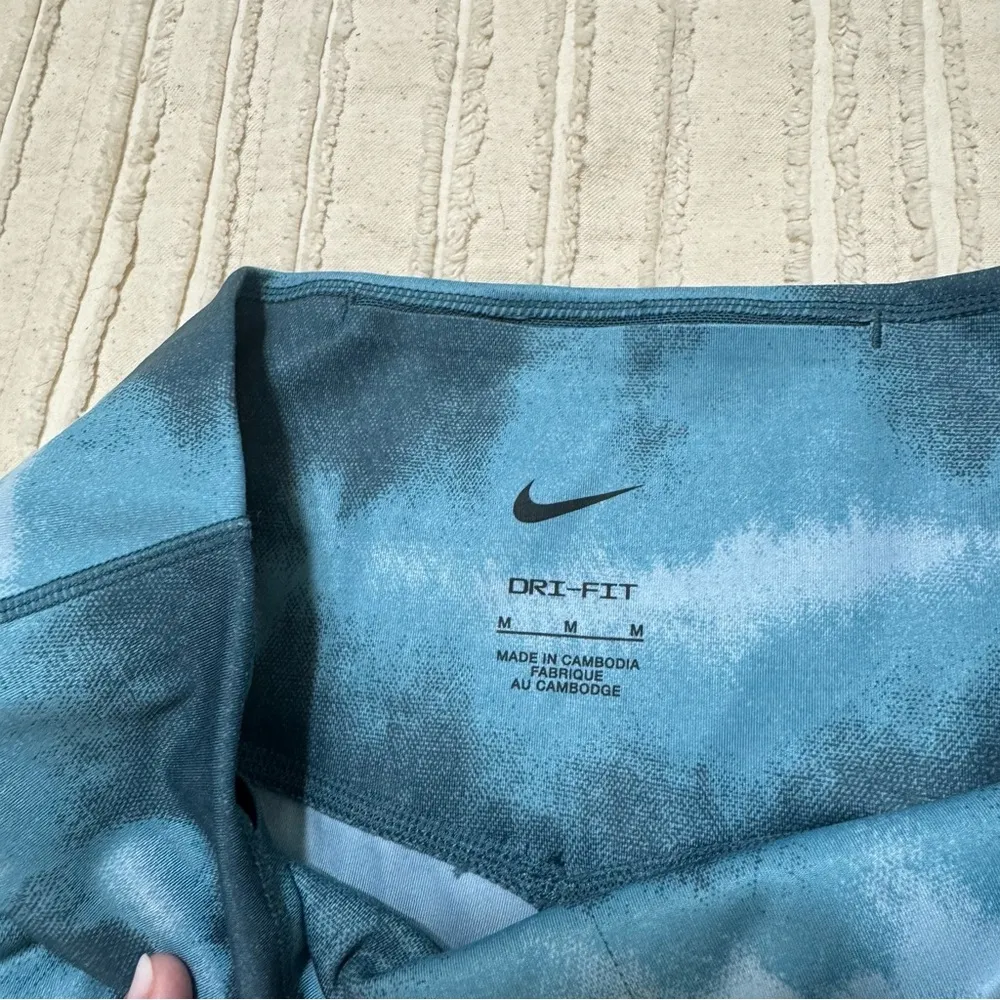 DRI-FIT
M M M
MADE IN CAMBODIA
FABRIQUE
AU CAMBODGE